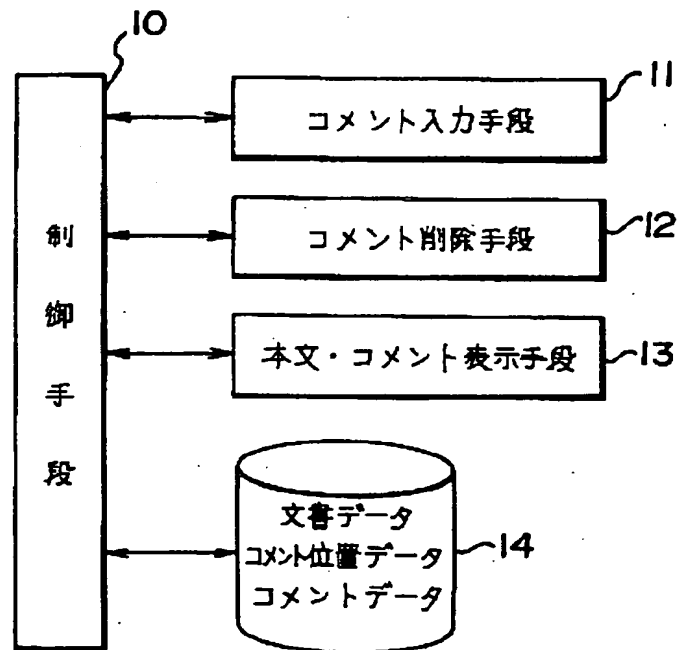 10
制御手段
コメント入力手段
11
コメント削除手段
12
本文・コメント表示手段
13
文書データ
コメント位置データ
コメントデータ
14